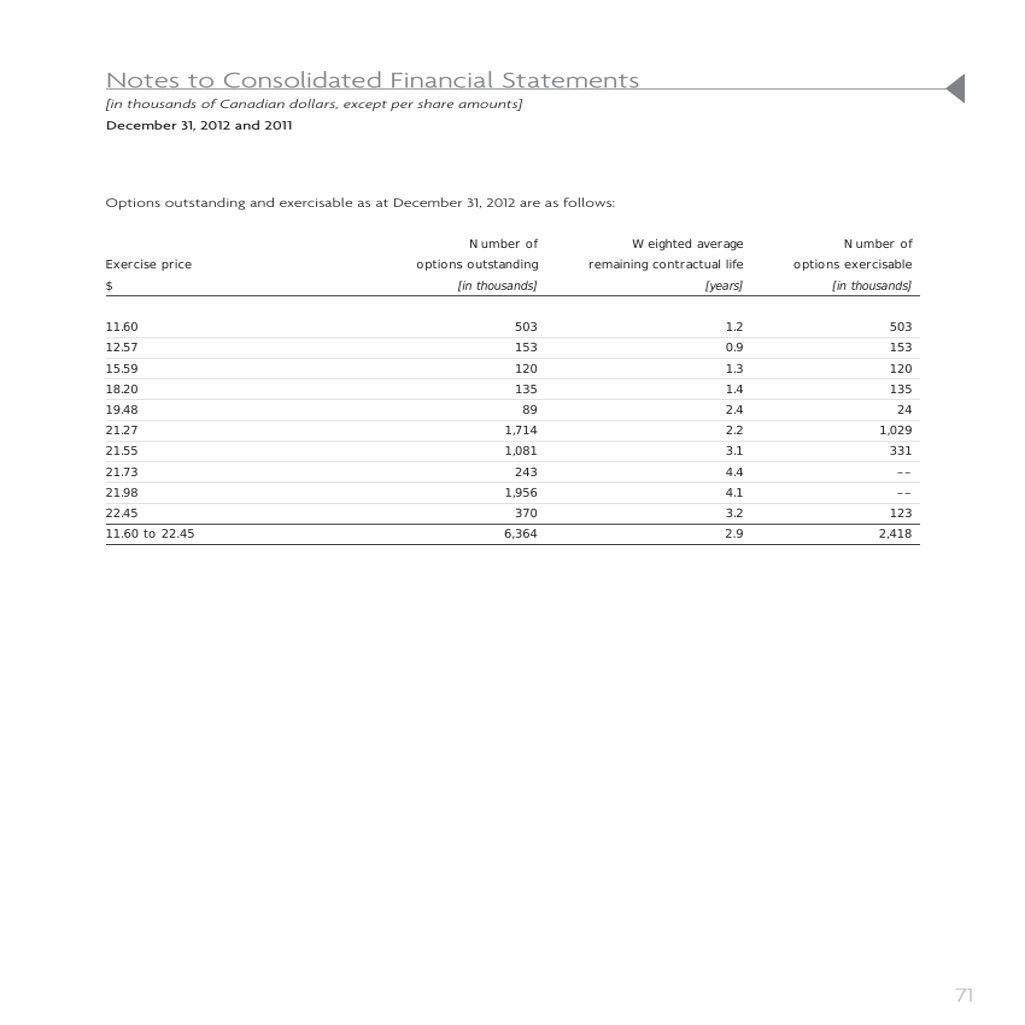 Notes to Consolidated Financial Statements
[in thousands of Canadian dollars, except per share amounts]
December 31, 2012 and 2011
Options outstanding and exercisable as at December 31, 2012 are as follows:
Number of Weighted average Number of
Exercise price options outstanding remaining contractual life options exercisable
$ [in thousands] [years] [in thousands]
11.60 503 1.2 503
12.57 153 0.9 153
15.59 120 1.3 120
18.20 135 1.4 135
19.48 89 2.4 24
21.27 1,714 2.2 1,029
21.55 1,081 3.1 331
21.73 243 4.4 --
21.98 1,956 4.1 --
22.45 370 3.2 123
11.60 to 22.45 6,364 2.9 2,418
71